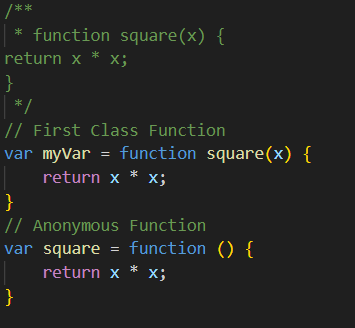 /**
 * function square(x) {
return x * x;
}
 */
// First Class Function
var myVar = function square(x) {
    return x * x;
}
// Anonymous Function
var square = function () {
    return x * x;
}